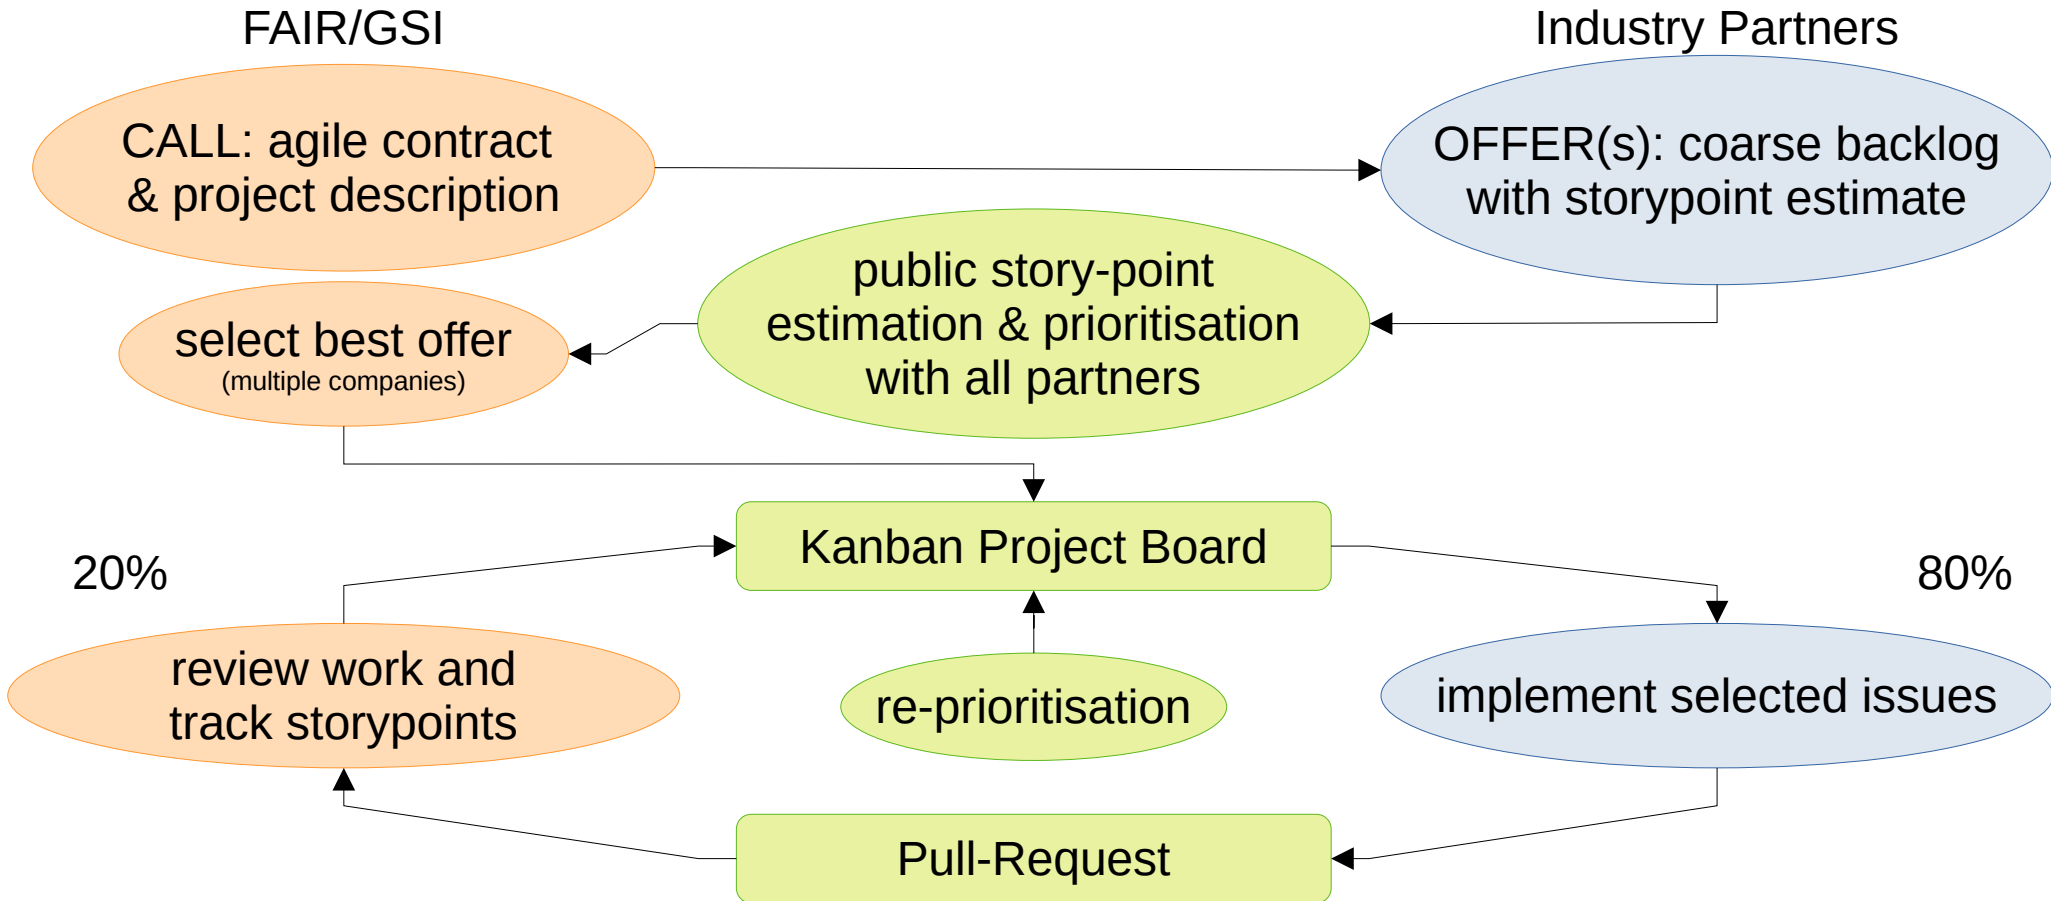 FAIR/GSI
Industry Partners
CALL: agile contract
& project description
OFFER(s): coarse backlog
with storypoint estimate
public story-point
estimation & prioritisation
with all partners
select best offer
(multiple companies)
Kanban Project Board
20%
80%
review work and
track storypoints
re-prioritisation
implement selected issues
Pull-Request